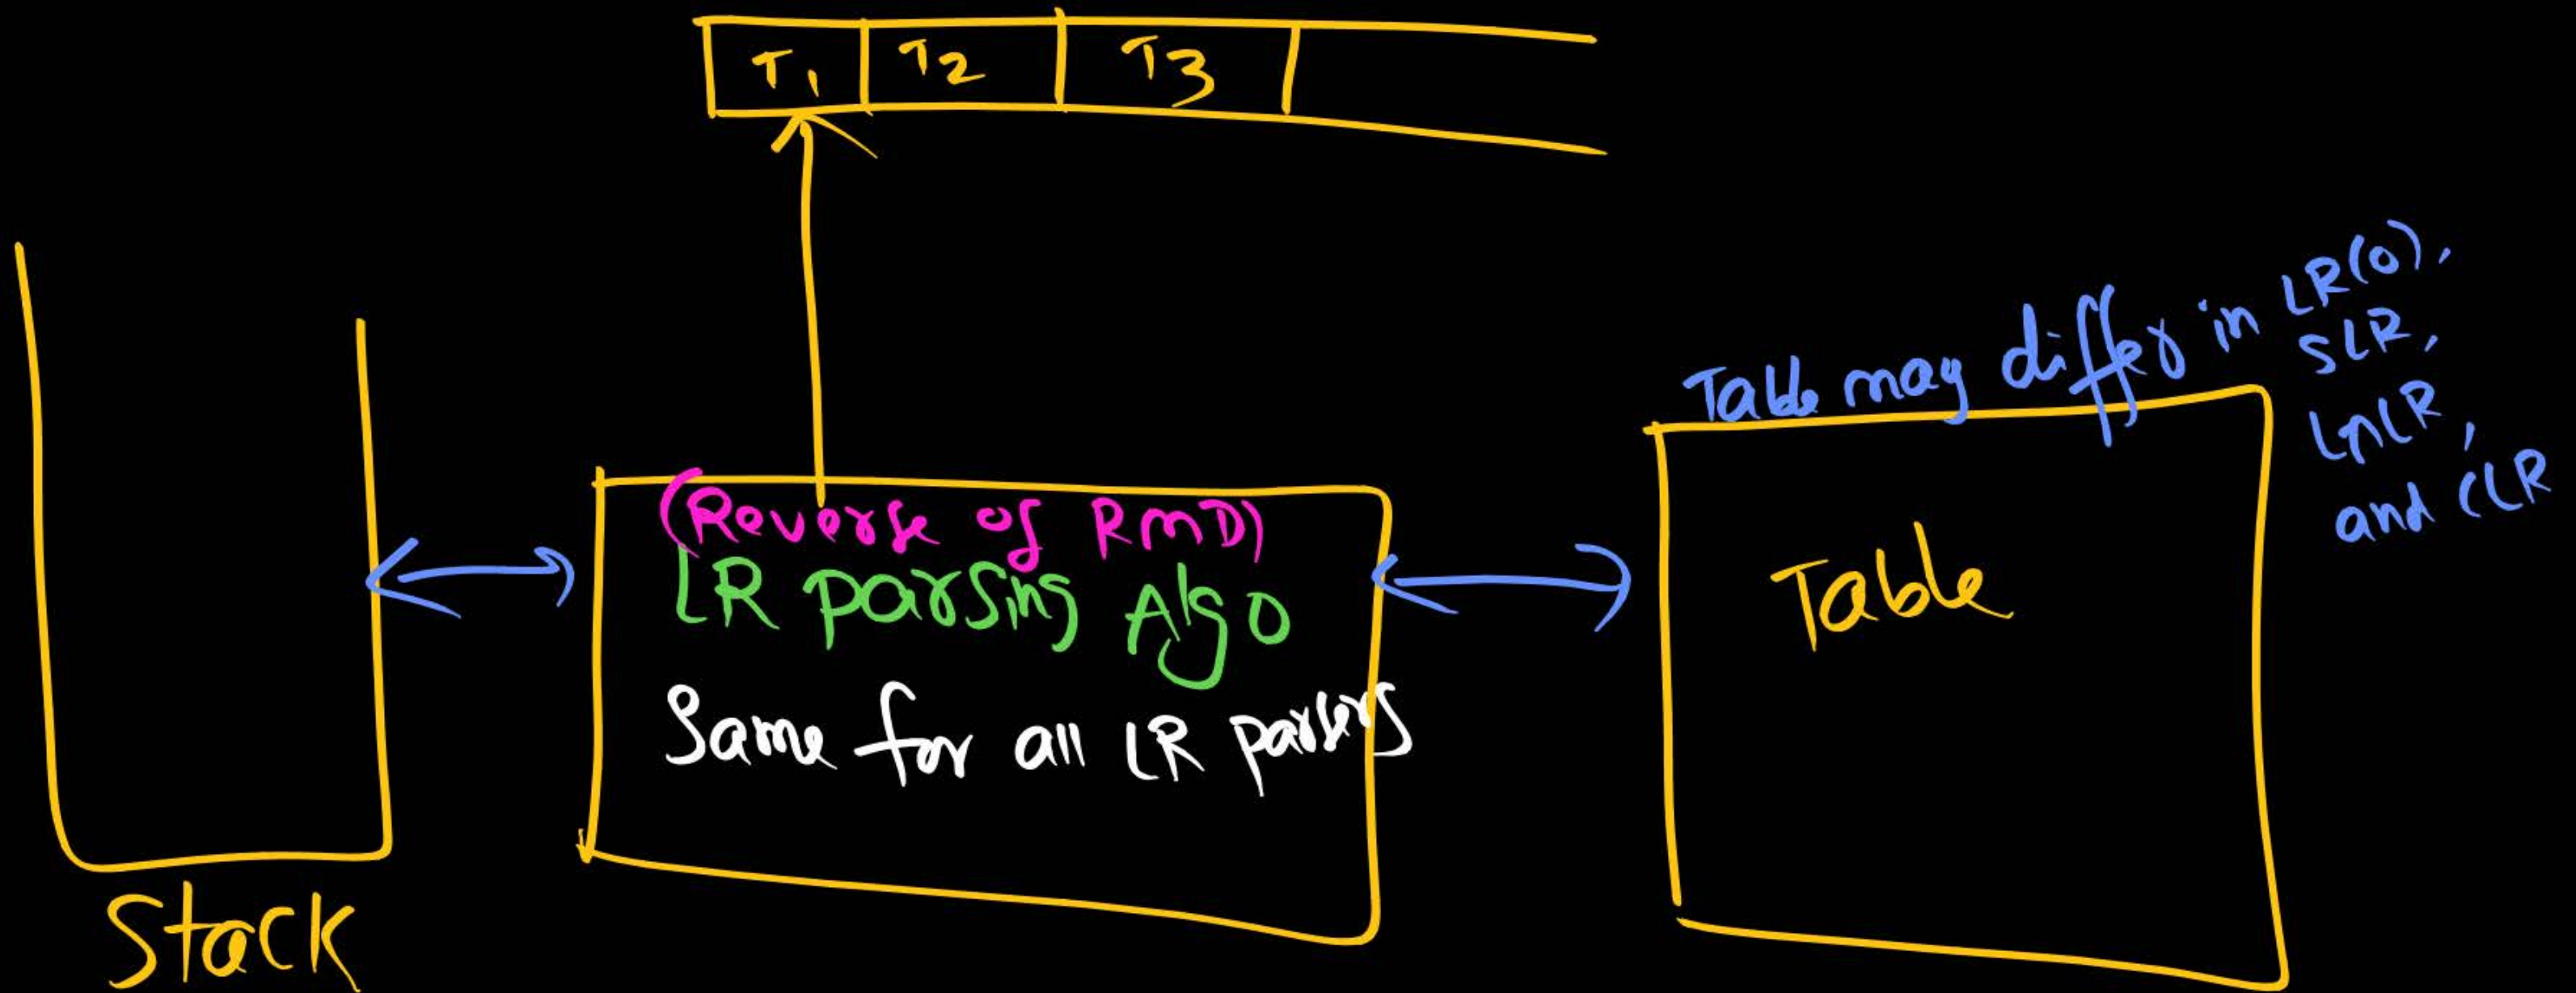 T1 T2 T3
Table may differ in LR(0),
SLR,
LALR,
and CLR
(Reverse of RMD)
LR parsing Algo
Same for all LR parsers
Table
Stack